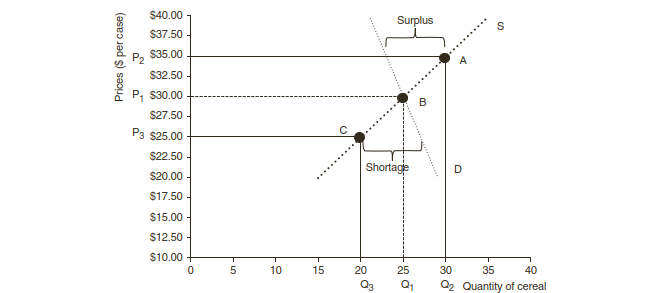 Prices ($ per case)
$40.00
Surplus
S
$37.50
P2 $35.00
A
$32.50
P1 $30.00
B
$27.50
P3 $25.00
C
$22.50
Shortage
D
$20.00
$17.50
$15.00
$12.50
$10.00
0 5 10 15 20 25 30 35 40
Q3 Q1 Q2 Quantity of cereal